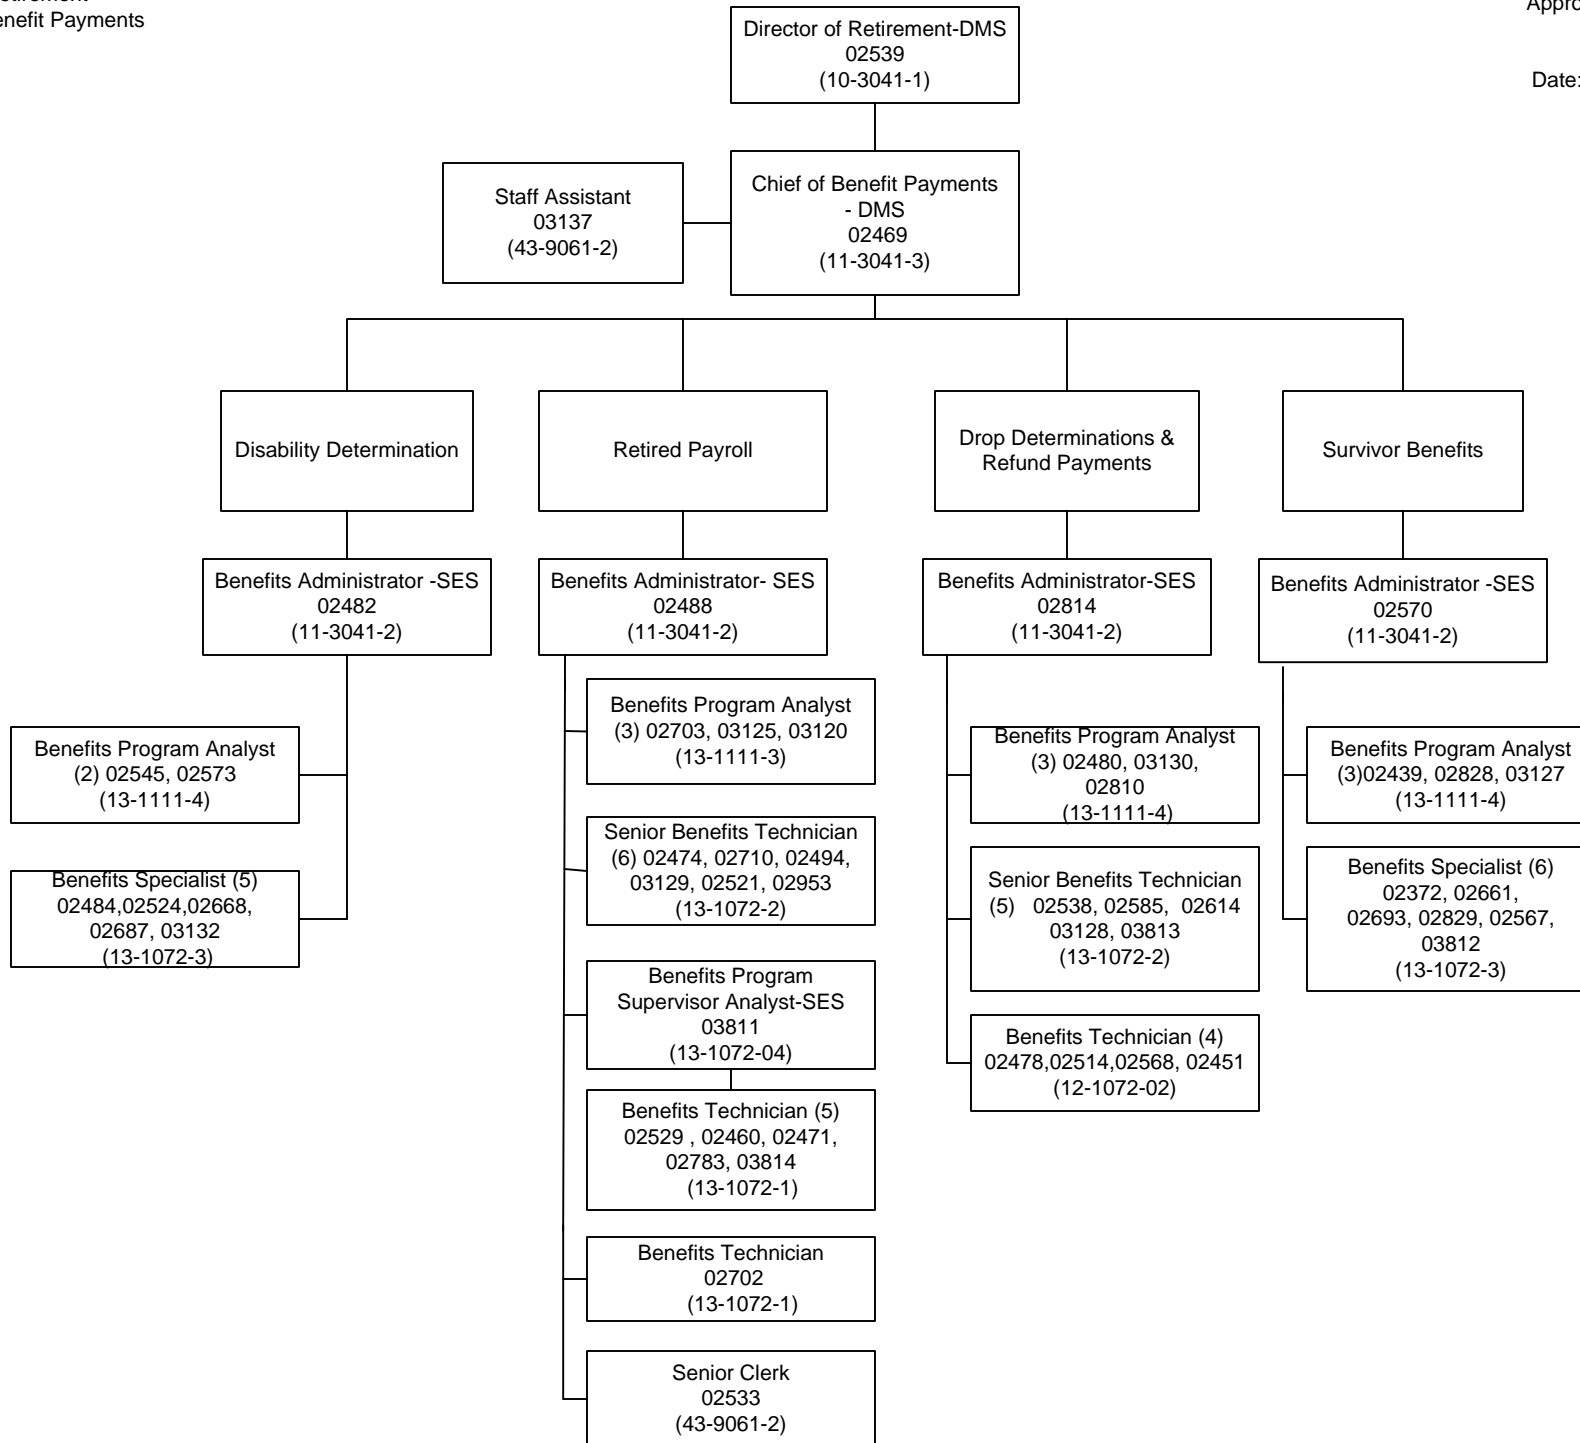 enefit Payments
Date:
Director of Retirement-DMS
02539
(10-3041-1)
Staff Assistant
03137
(43-9061-2)
Chief of Benefit Payments
- DMS
02469
(11-3041-3)
Disability Determination
Retired Payroll
Drop Determinations &
Refund Payments
Survivor Benefits
Benefits Administrator -SES
02482
(11-3041-2)
Benefits Administrator- SES
02488
(11-3041-2)
Benefits Administrator-SES
02814
(11-3041-2)
Benefits Administrator -SES
02570
(11-3041-2)
Benefits Program Analyst
(2) 02545, 02573
(13-1111-4)
Benefits Specialist (5)
02484,02524,02668,
02687, 03132
(13-1072-3)
Benefits Program Analyst
(3) 02703, 03125, 03120
(13-1111-3)
Senior Benefits Technician
(6) 02474, 02710, 02494,
03129, 02521, 02953
(13-1072-2)
Benefits Program
Supervisor Analyst-SES
03811
(13-1072-04)
Benefits Technician (5)
02529 , 02460, 02471,
02783, 03814
(13-1072-1)
Benefits Technician
02702
(13-1072-1)
Senior Clerk
02533
(43-9061-2)
Benefits Program Analyst
(3) 02480, 03130,
02810
(13-1111-4)
Senior Benefits Technician
(5) 02538, 02585, 02614
03128, 03813
(13-1072-2)
Benefits Technician (4)
02478,02514,02568, 02451
(12-1072-02)
Benefits Program Analyst
(3)02439, 02828, 03127
(13-1111-4)
Benefits Specialist (6)
02372, 02661,
02693, 02829, 02567,
03812
(13-1072-3)